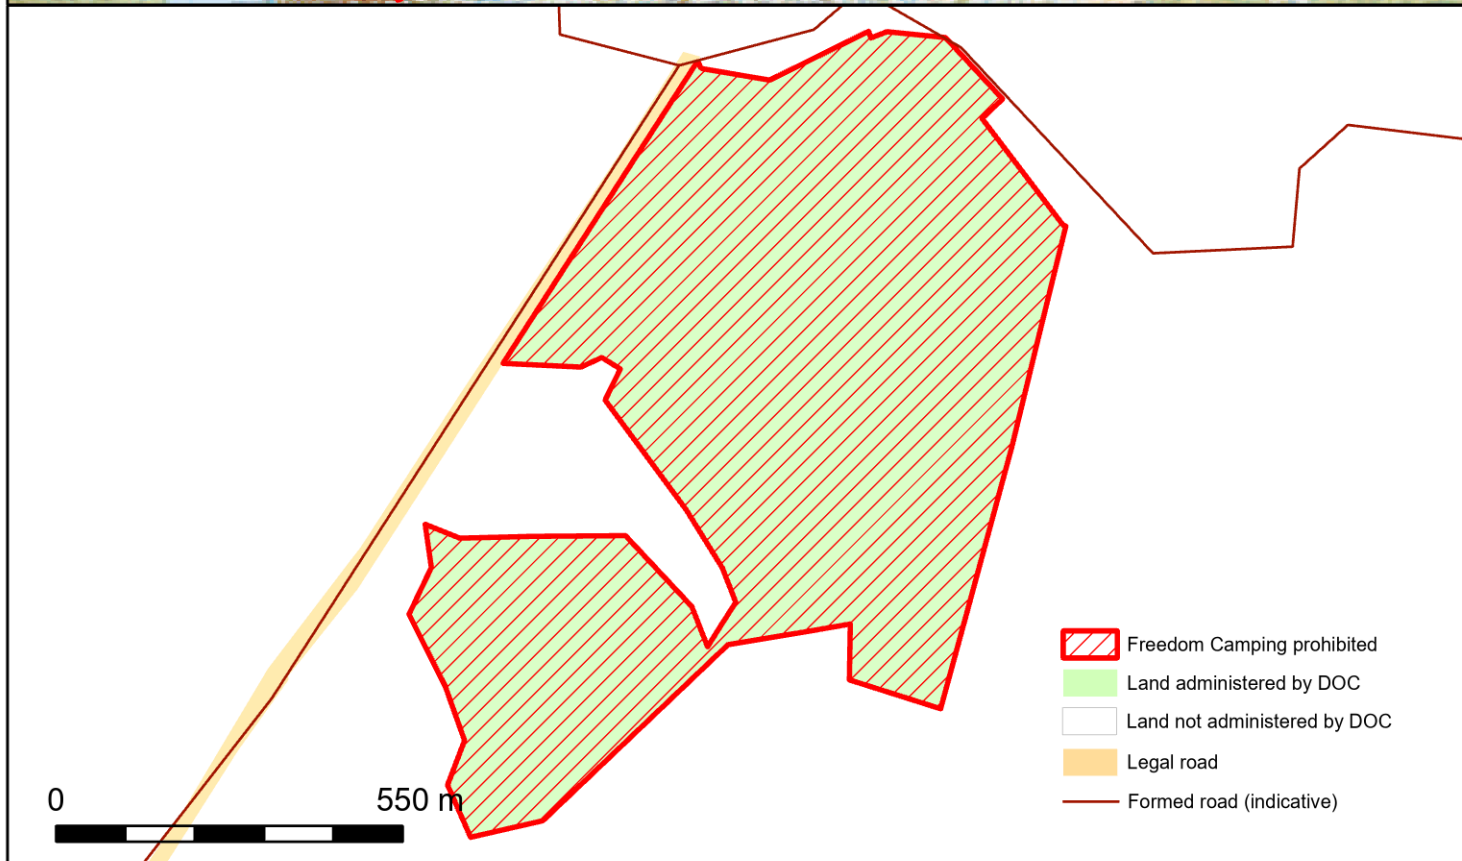 Freedom Camping prohibited
Land administered by DOC
Land not administered by DOC
Legal road
Formed road (indicative)
0 550 m